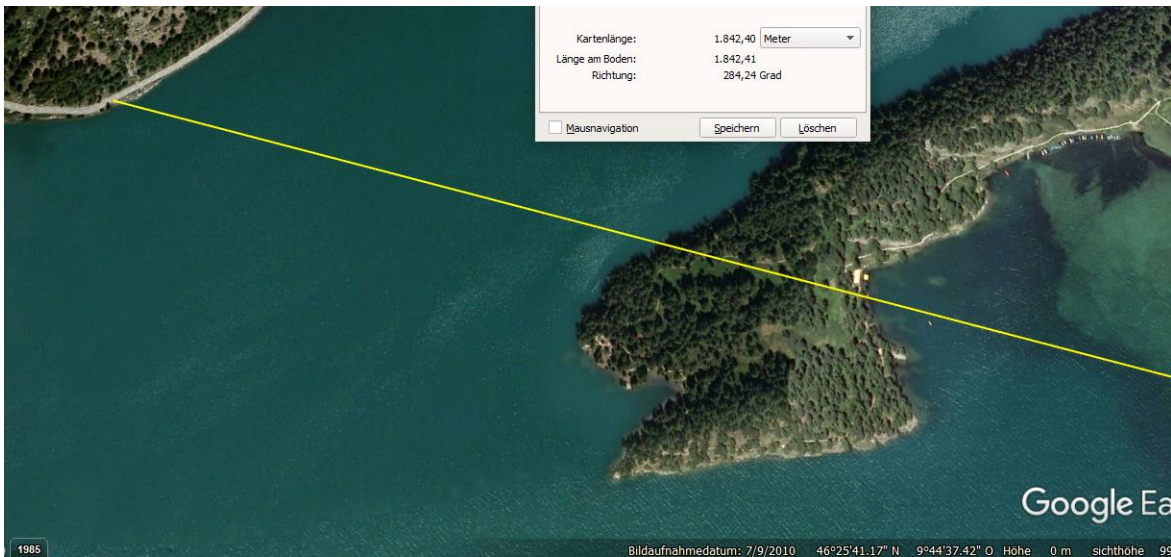 Kartenlänge: 1.842,40 Meter
Länge am Boden: 1.842,41
Richtung: 284,24 Grad
Mausnavigation Speichern Löschen
Google Ea
1985 Bildaufnahmedatum: 7/9/2010 46°25'41.17" N 9°44'37.42" O Höhe 0 m sichthöhe